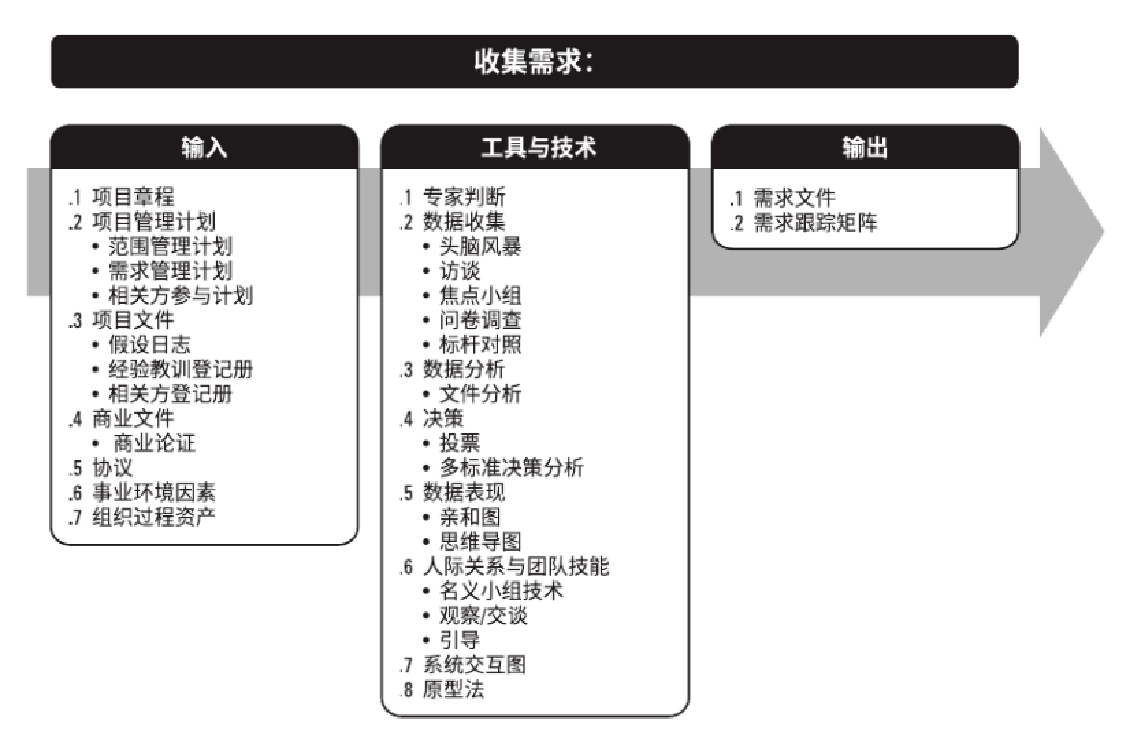 收集需求：
输入
.1 项目章程
.2 项目管理计划
• 范围管理计划
• 需求管理计划
• 相关方参与计划
.3 项目文件
• 假设日志
• 经验教训登记册
• 相关方登记册
.4 商业文件
• 商业论证
.5 协议
.6 事业环境因素
.7 组织过程资产
工具与技术
.1 专家判断
.2 数据收集
• 头脑风暴
• 访谈
• 焦点小组
• 问卷调查
• 标杆对照
.3 数据分析
• 文件分析
.4 决策
• 投票
• 多标准决策分析
.5 数据表现
• 亲和图
• 思维导图
.6 人际关系与团队技能
• 名义小组技术
• 观察/交谈
• 引导
.7 系统交互图
.8 原型法
输出
.1 需求文件
.2 需求跟踪矩阵